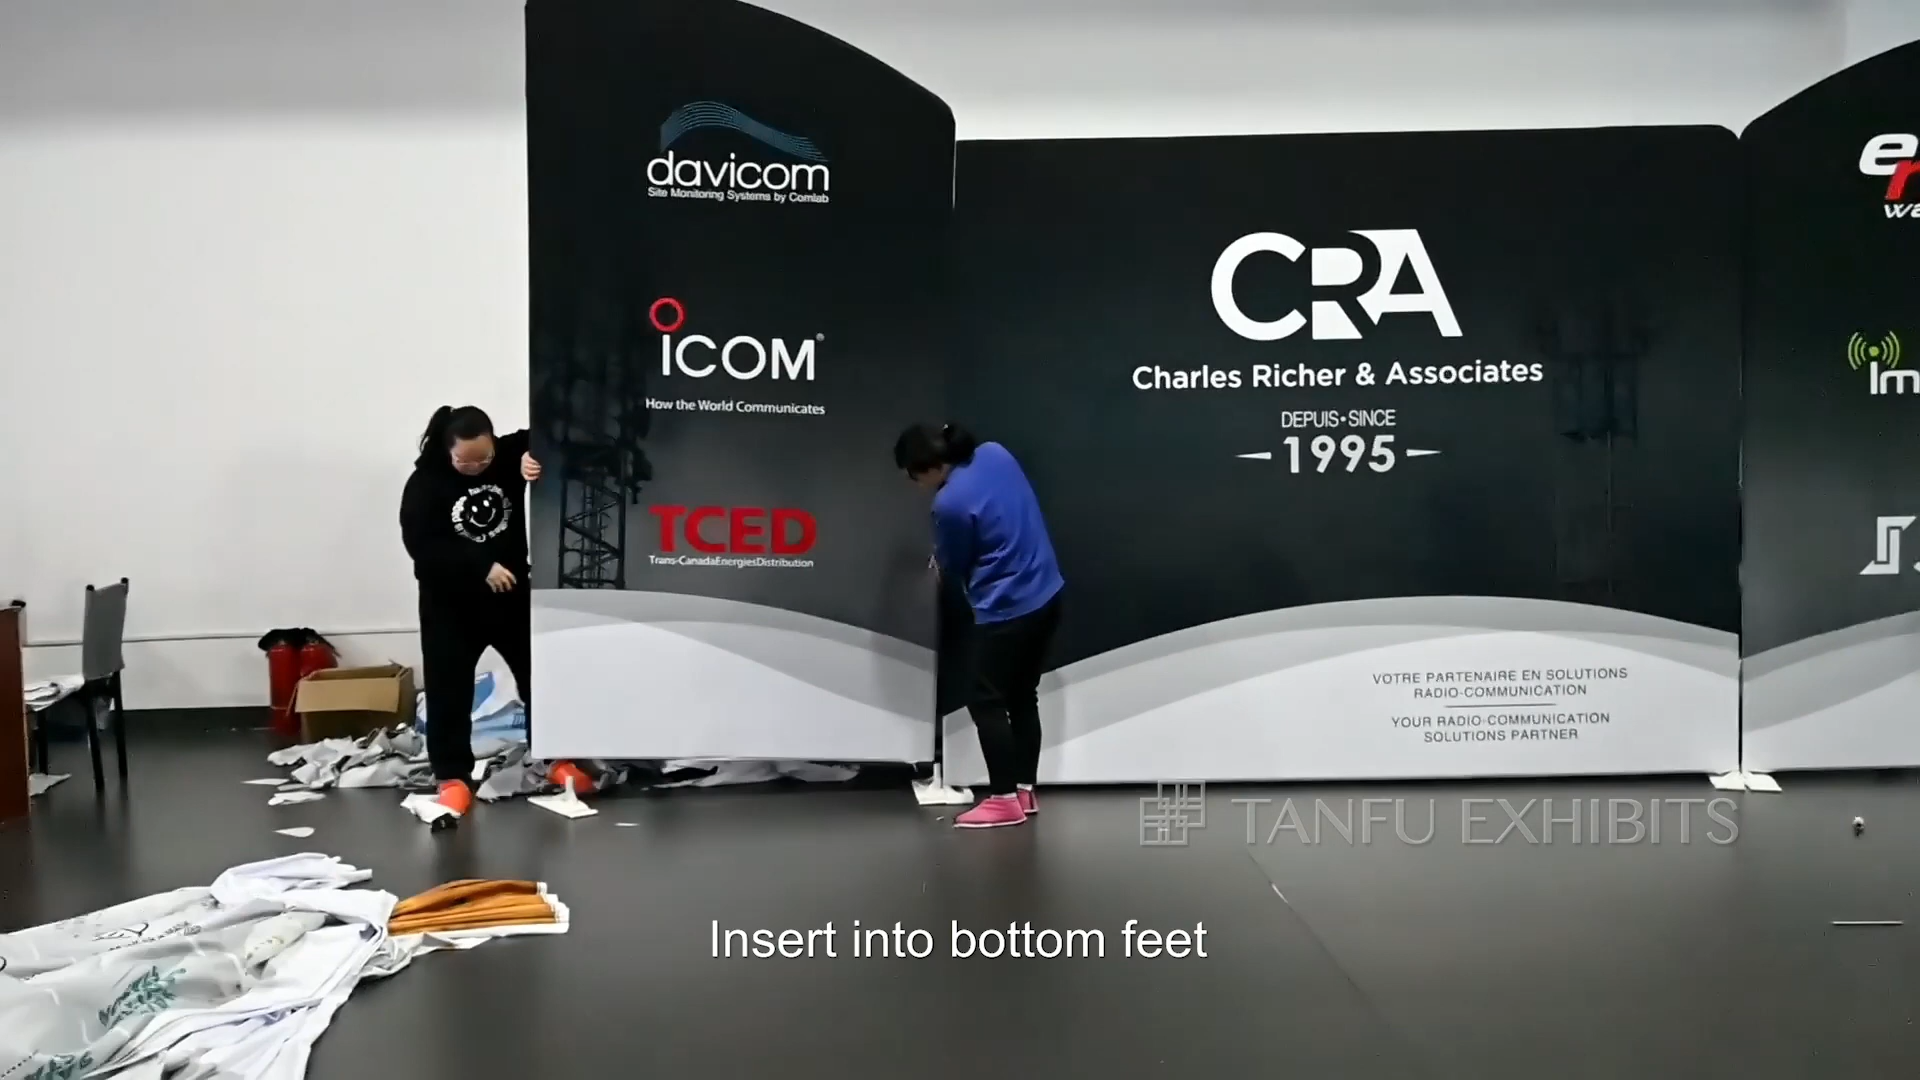 davicom
Site Monitoring Systems by Comlab
ICOM®
How the World Communicates
TCED
Trans-CanadaEnergiesDistribution
CRA
Charles Richer & Associates
DEPUIS•SINCE
1995
VOTRE PARTENAIRE EN SOLUTIONS
RADIO-COMMUNICATION
YOUR RADIO-COMMUNICATION
SOLUTIONS PARTNER
TANFU EXHIBITS
Insert into bottom feet